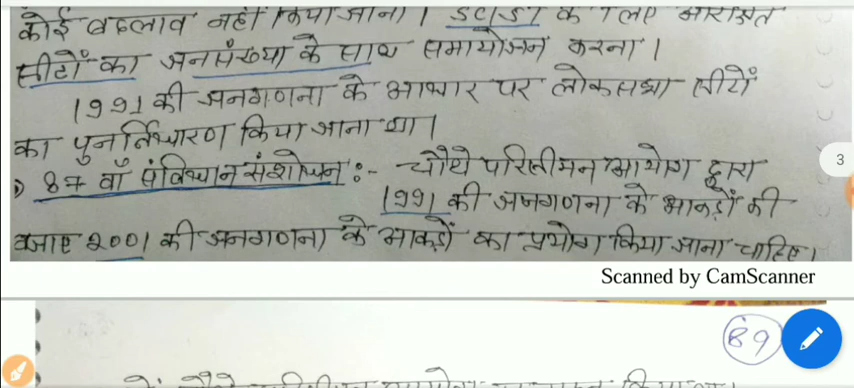 कोई बदलाव नहीं किया जाना। SC/ST के लिए आरक्षित
सीटों का जनसंख्या के साथ समायोजन करना।
1991 की जनगणना के आधार पर लोकसभा सीटों
का पुनर्निर्धारण किया जाना था।
87 वाँ संविधान संशोधन :- चौथे परिसीमन आयोग द्वारा
3
1991 की जनगणना के आकड़ों की
बजाए 2001 की जनगणना के आकड़ों का प्रयोग किया जाना चाहिए।
Scanned by CamScanner
89